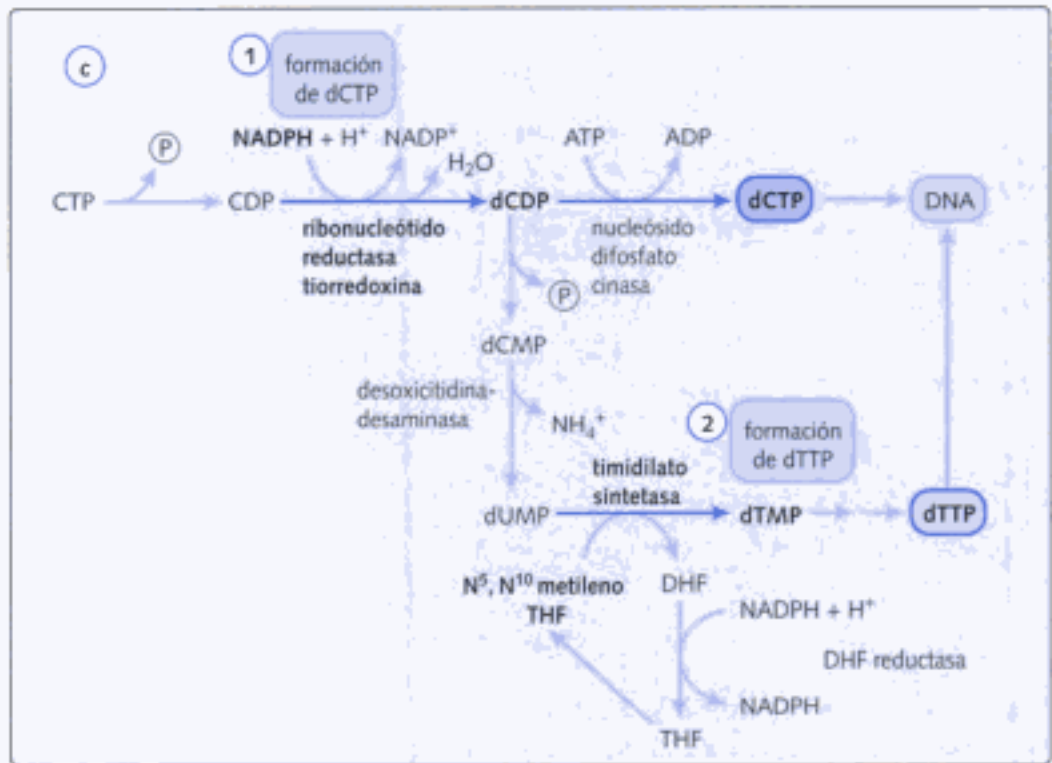 c
1
formación
de dCTP
NADPH + H⁺
NADP⁺
P
H₂O
ATP
ADP
CTP
CDP
dCDP
dCTP
DNA
ribonucleótido
reductasa
tiorredoxina
nucleósido
difosfato
cinasa
P
dCMP
desoxicitidina-
desaminasa
NH₄⁺
2
formación
de dTTP
timidilato
sintetasa
dUMP
dTMP
dTTP
N⁵, N¹⁰ metileno
THF
DHF
NADPH + H⁺
DHF reductasa
NADPH
THF